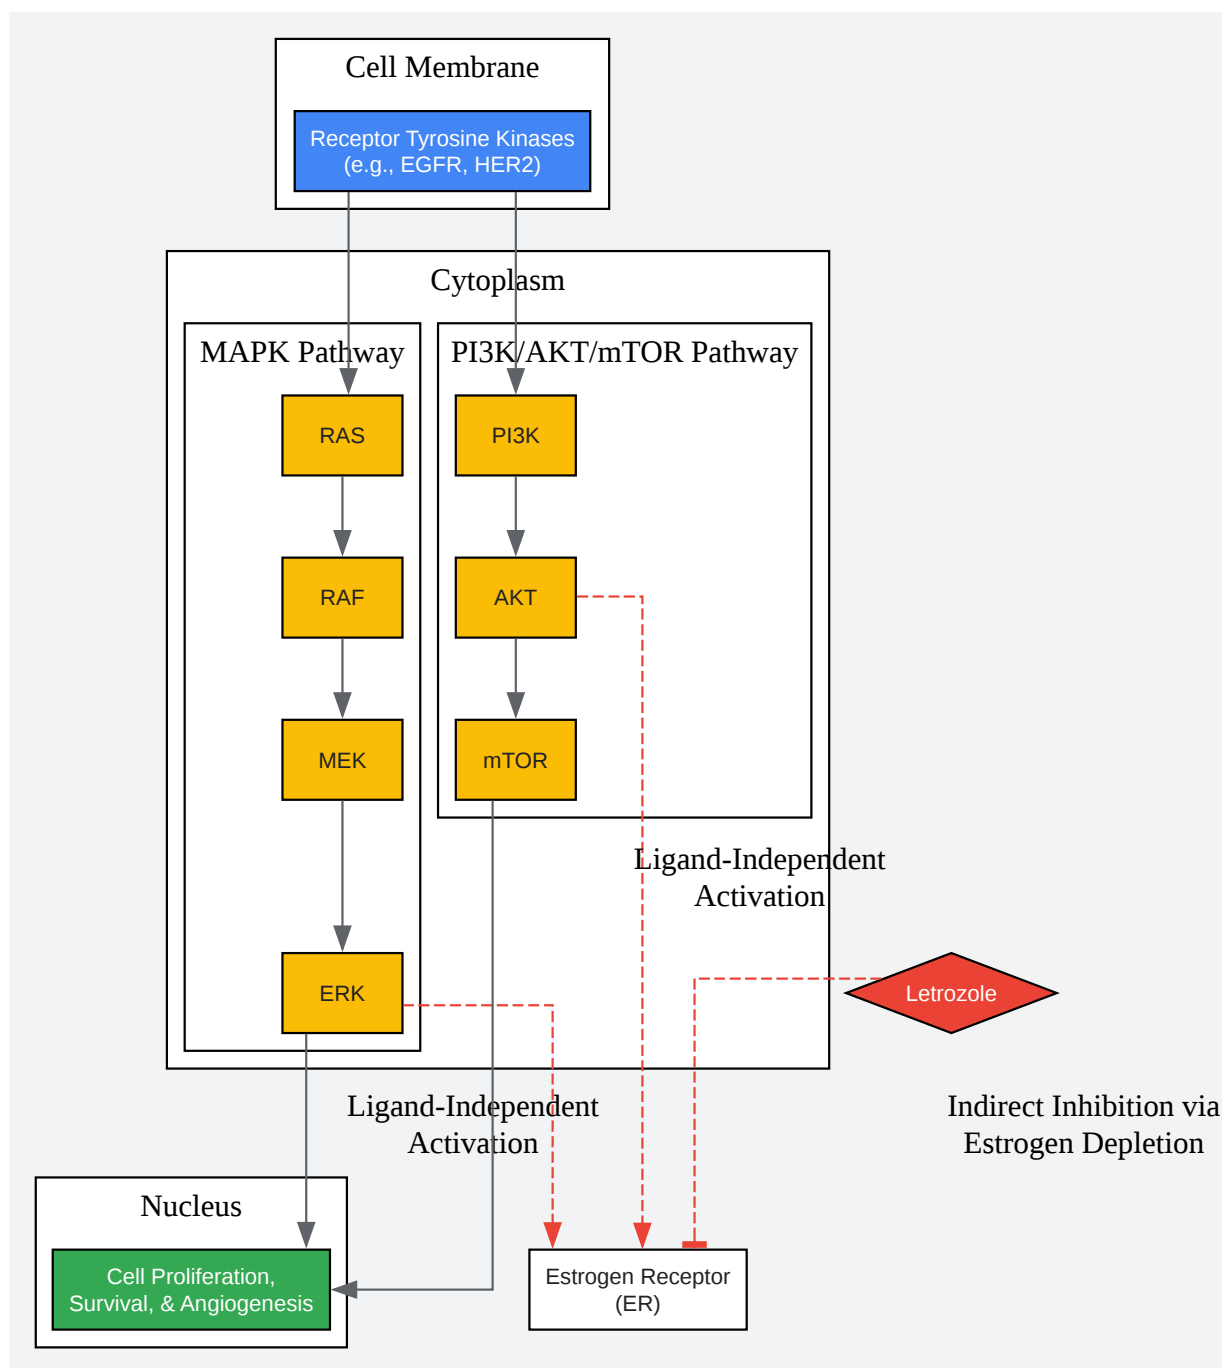 Cell Membrane
Receptor Tyrosine Kinases
(e.g., EGFR, HER2)
Cytoplasm
MAPK Pathway
PI3K/AKT/mTOR Pathway
RAS
PI3K
RAF
AKT
MEK
mTOR
Ligand-Independent
Activation
ERK
Letrozole
Ligand-Independent
Activation
Indirect Inhibition via
Estrogen Depletion
Nucleus
Cell Proliferation,
Survival, & Angiogenesis
Estrogen Receptor
(ER)